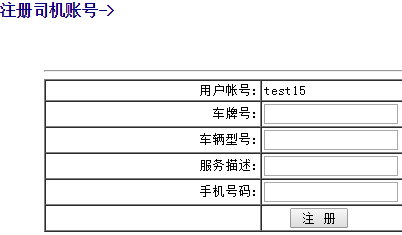 注册司机账号->
用户帐号: test15
车牌号:
车辆型号:
服务描述:
手机号码:
注 册